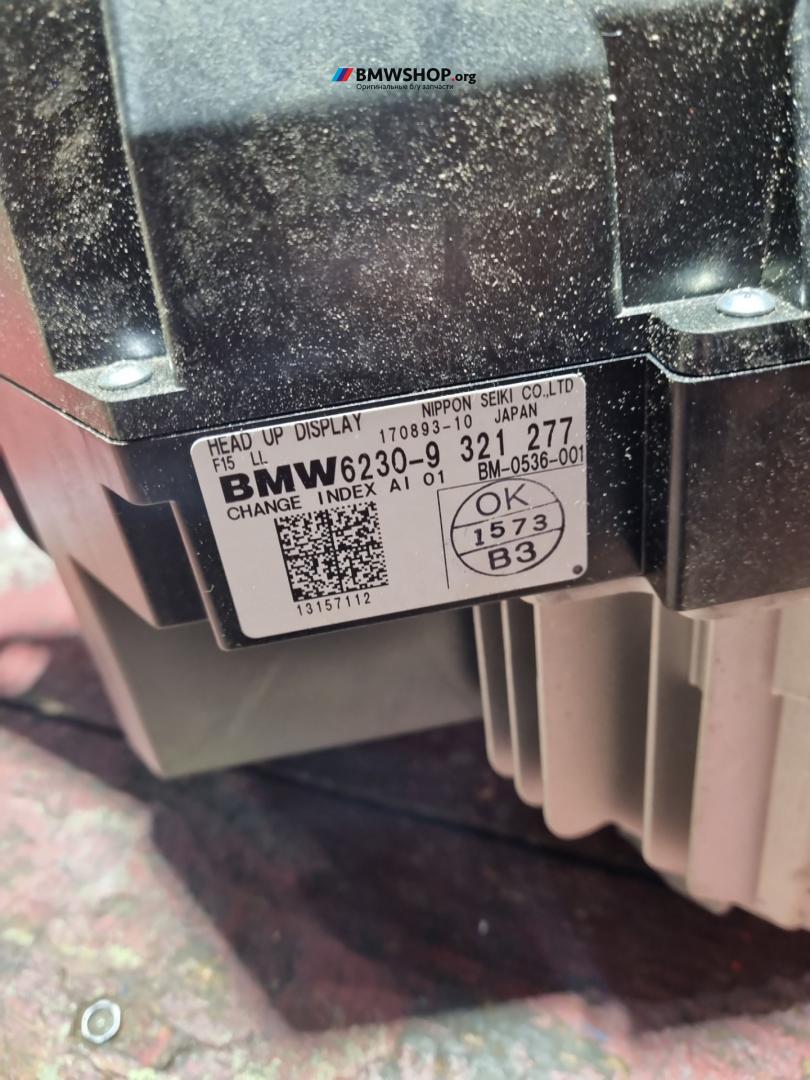 BMWSHOP.org
Оригинальные б/у запчасти
HEAD UP DISPLAY NIPPON SEIKI CO.,LTD
F15 LL 170893-10 JAPAN
BMW6230-9 321 277
CHANGE INDEX AI 01 BM-0536-001
OK
1573
B3
13157112